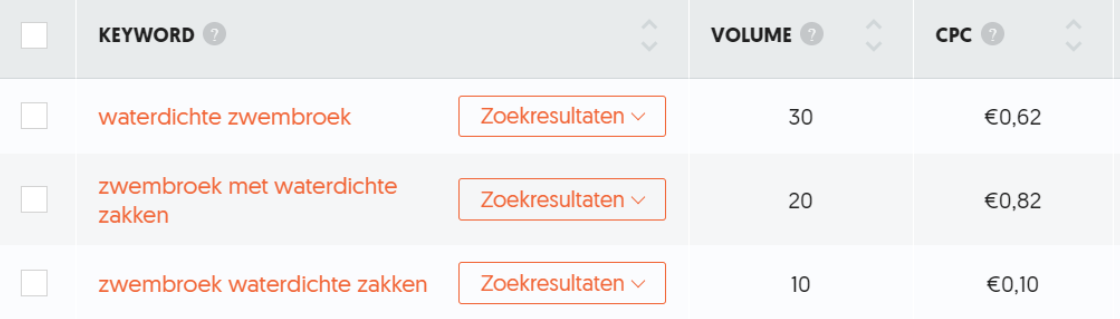 KEYWORD ? VOLUME ? CPC ?
waterdichte zwembroek Zoekresultaten 30 €0,62
zwembroek met waterdichte
zakken Zoekresultaten 20 €0,82
zwembroek waterdichte zakken Zoekresultaten 10 €0,10